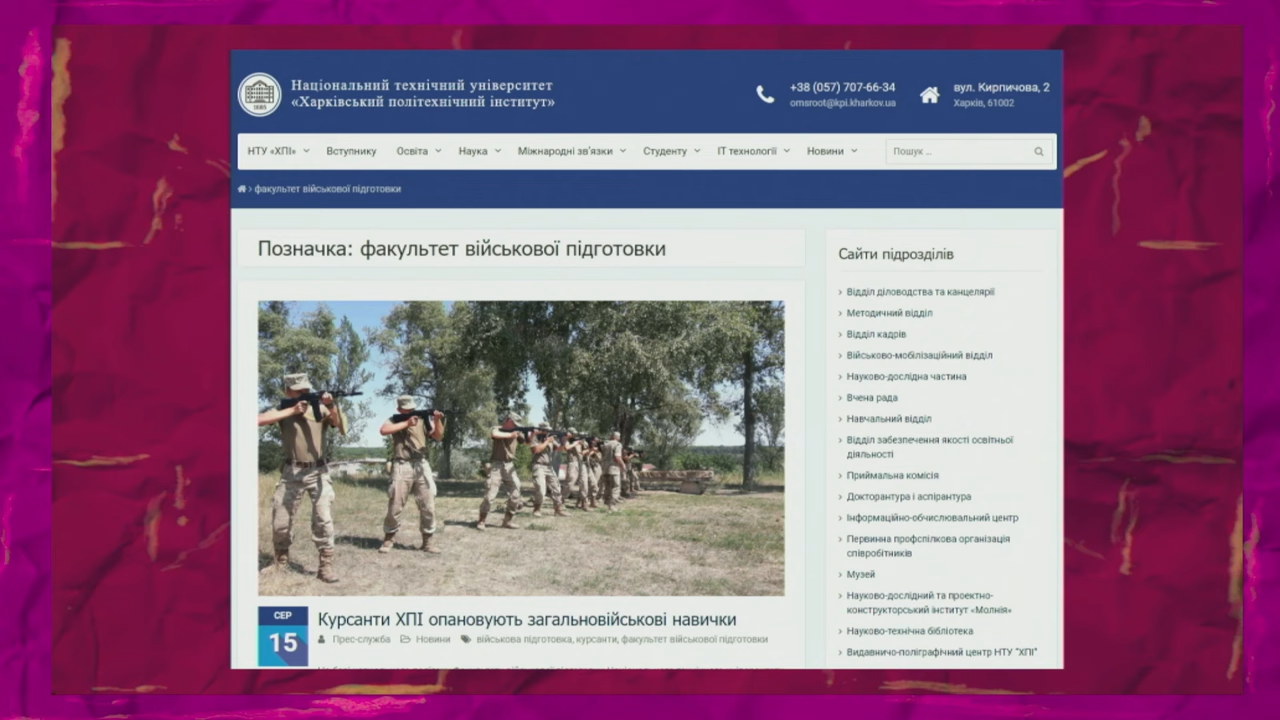 Національний технічний університет
«Харківський політехнічний інститут»
+38 (057) 707-66-34
omsroot@kpi.kharkov.ua
вул. Кирпичова, 2
Харків, 61002
НТУ «ХПІ»
Вступнику
Освіта
Наука
Міжнародні зв'язки
Студенту
ІТ технології
Новини
Пошук ...
› факультет військової підготовки
Позначка: факультет військової підготовки
СЕР
15
Курсанти ХПІ опановують загальновійськові навички
Прес-служба
Новини
військова підготовка, курсанти, факультет військової підготовки
Сайти підрозділів
› Відділ діловодства та канцелярії
› Методичний відділ
› Відділ кадрів
› Військово-мобілізаційний відділ
› Науково-дослідна частина
› Вчена рада
› Навчальний відділ
› Відділ забезпечення якості освітньої
діяльності
› Приймальна комісія
› Докторантура і аспірантура
› Інформаційно-обчислювальний центр
› Первинна профспілкова організація
співробітників
› Музей
› Науково-дослідний та проектно-
конструкторський інститут «Молнія»
› Науково-технічна бібліотека
› Видавничо-поліграфічний центр НТУ "ХПІ"